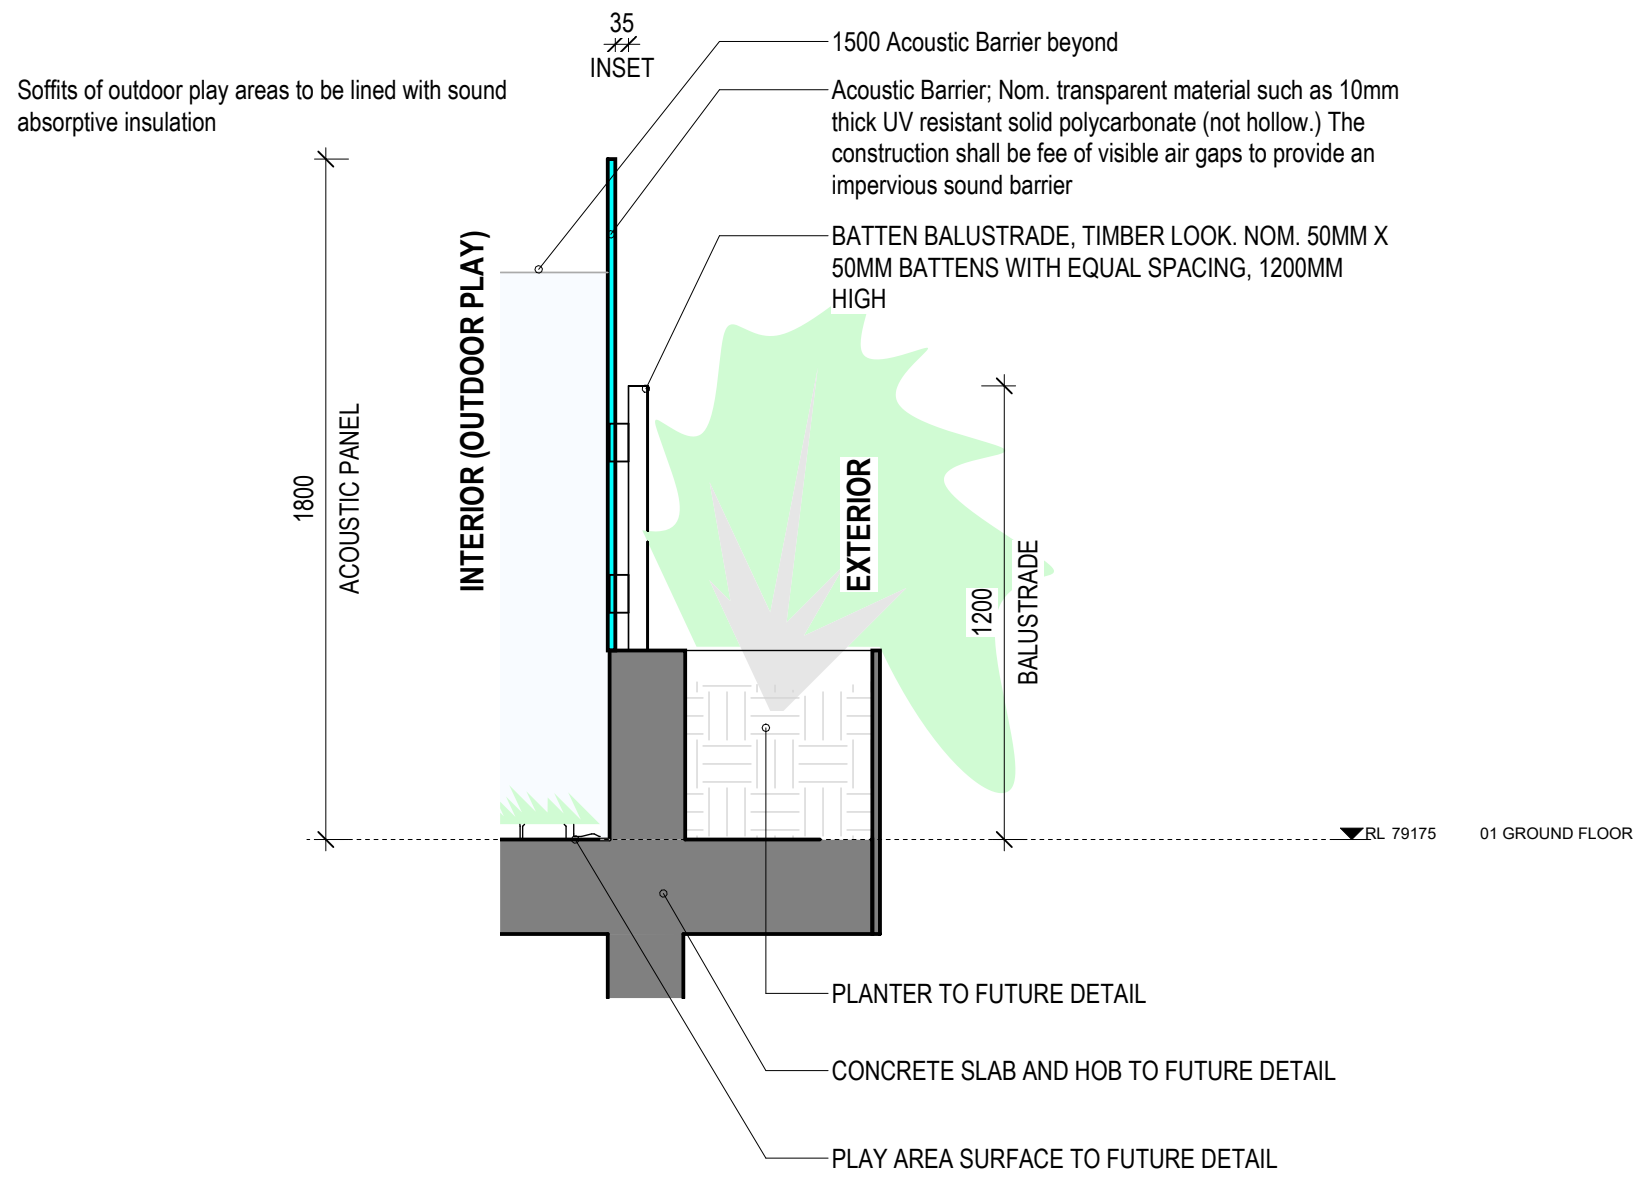 35
INSET
1500 Acoustic Barrier beyond
Soffits of outdoor play areas to be lined with sound
absorptive insulation
Acoustic Barrier; Nom. transparent material such as 10mm
thick UV resistant solid polycarbonate (not hollow.) The
construction shall be fee of visible air gaps to provide an
impervious sound barrier
BATTEN BALUSTRADE, TIMBER LOOK. NOM. 50MM X
50MM BATTENS WITH EQUAL SPACING, 1200MM
HIGH
1800
ACOUSTIC PANEL
INTERIOR (OUTDOOR PLAY)
EXTERIOR
1200
BALUSTRADE
RL 79175 01 GROUND FLOOR
PLANTER TO FUTURE DETAIL
CONCRETE SLAB AND HOB TO FUTURE DETAIL
PLAY AREA SURFACE TO FUTURE DETAIL